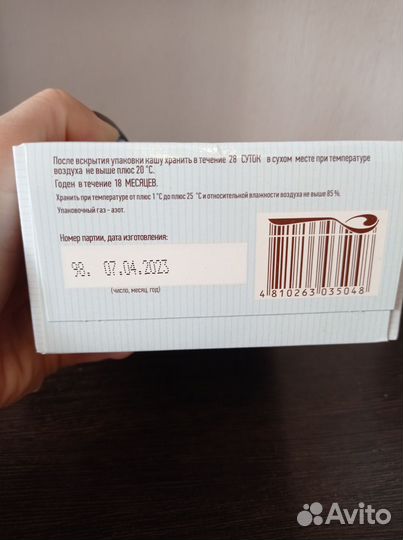 После вскрытия упаковки кашу хранить в течение 28 СУТОК в сухом месте при температуре
воздуха не выше плюс 20 °С.
Годен в течение 18 МЕСЯЦЕВ.
Хранить при температуре от плюс 1 °С до плюс 25 °С и относительной влажности воздуха не выше 85 %.
Упаковочный газ - азот.
Номер партии, дата изготовления:
98. 07.04.2023
(число, месяц, год)
4 810263 035048
Avito